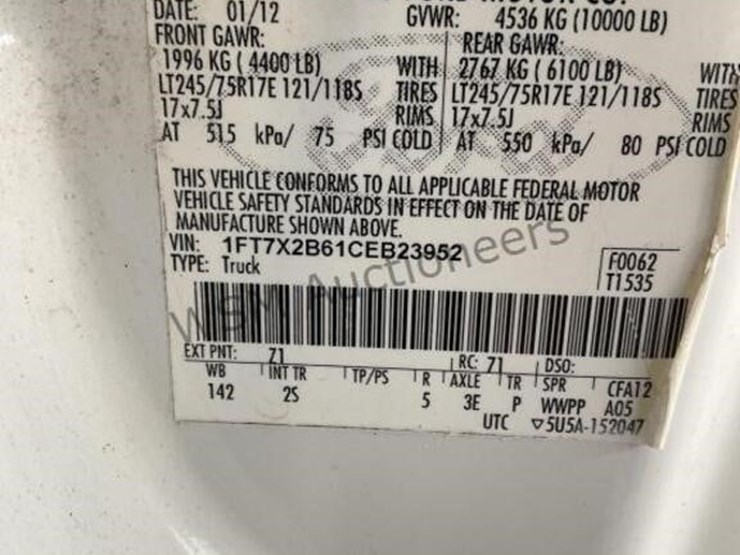 DATE: 01/12 GVWR: 4536 KG (10000 LB)
FRONT GAWR: REAR GAWR:
1996 KG ( 4400 LB) WITH 2767 KG ( 6100 LB) WITH
LT245/75R17E 121/118S TIRES LT245/75R17E 121/118S TIRES
17x7.5J RIMS 17x7.5J RIMS
AT 515 kPa/ 75 PSI COLD AT 550 kPa/ 80 PSI COLD
THIS VEHICLE CONFORMS TO ALL APPLICABLE FEDERAL MOTOR
VEHICLE SAFETY STANDARDS IN EFFECT ON THE DATE OF
MANUFACTURE SHOWN ABOVE.
VIN: 1FT7X2B61CEB23952
TYPE: Truck
F0062
T1535
WSM Auctioneers
EXT PNT: Z1 RC: 71 DSO:
WB INT TR TP/PS R AXLE TR SPR CFA12
142 2S 5 3E P WWPP A05
UTC ▽5U5A-152047